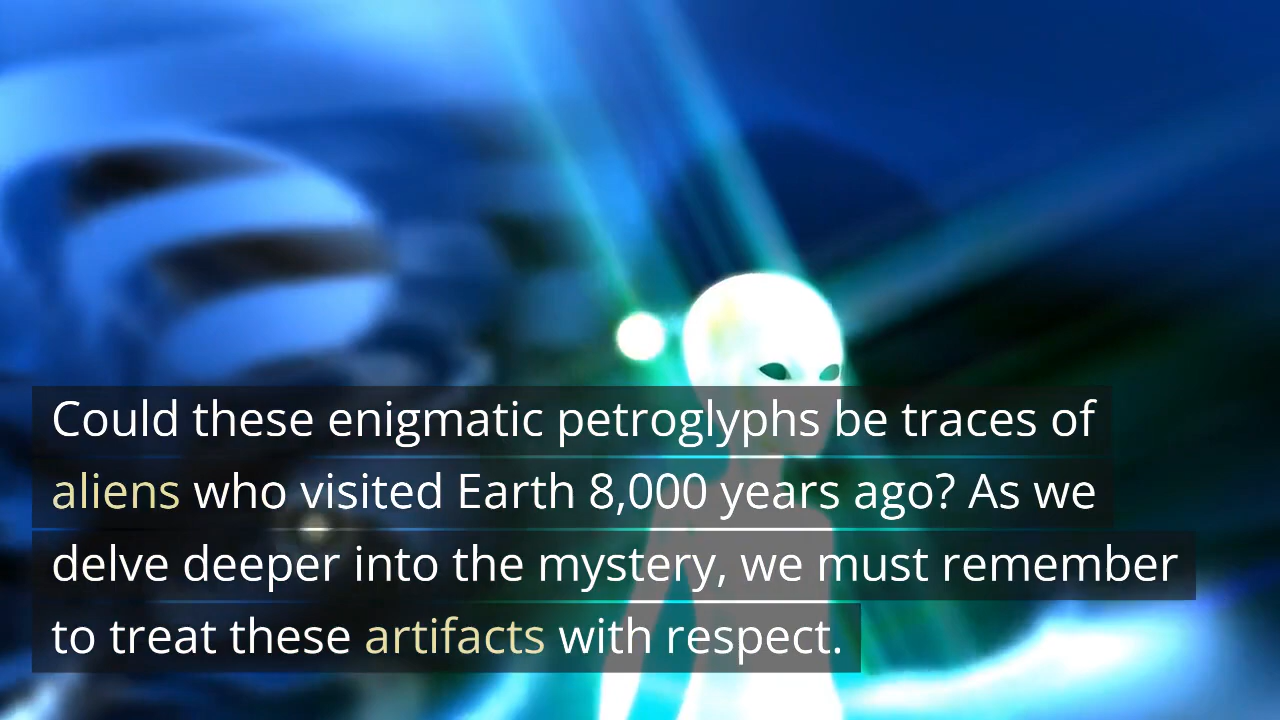 Could these enigmatic petroglyphs be traces of
aliens who visited Earth 8,000 years ago? As we
delve deeper into the mystery, we must remember
to treat these artifacts with respect.